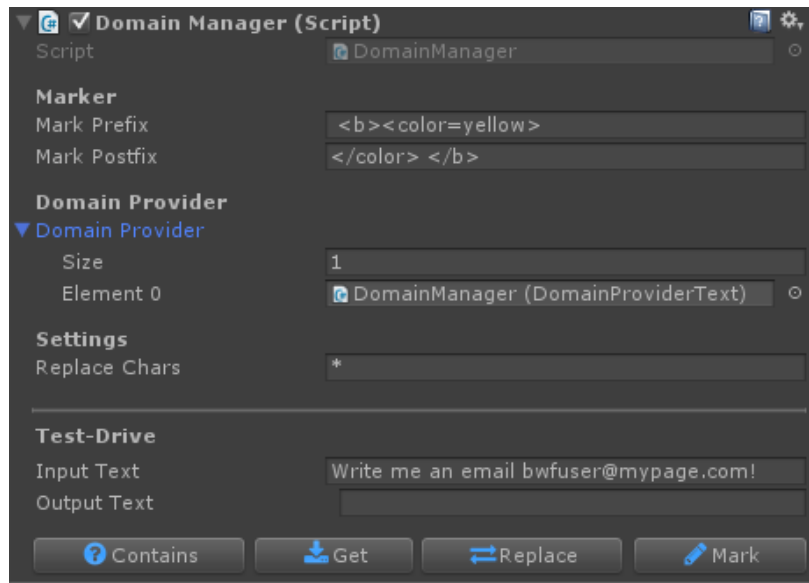 Domain Manager (Script)
Script DomainManager
Marker
Mark Prefix <b><color=yellow>
Mark Postfix </color> </b>
Domain Provider
Domain Provider
Size 1
Element 0 DomainManager (DomainProviderText)
Settings
Replace Chars *
Test-Drive
Input Text Write me an email bwfuser@mypage.com!
Output Text
Contains Get Replace Mark